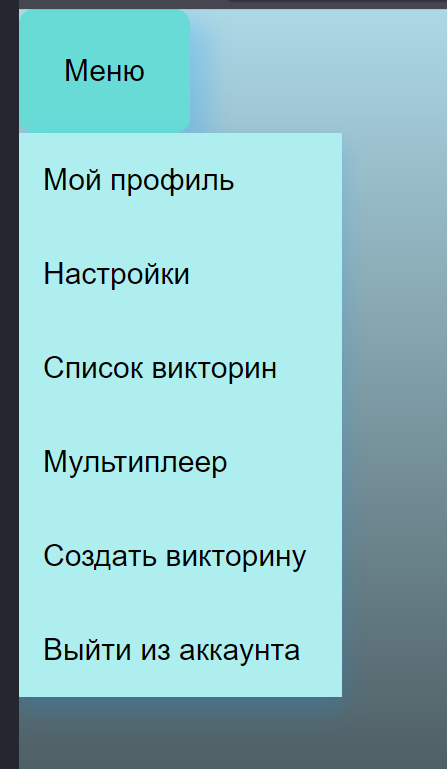 Меню
Мой профиль
Настройки
Список викторин
Мультиплеер
Создать викторину
Выйти из аккаунта